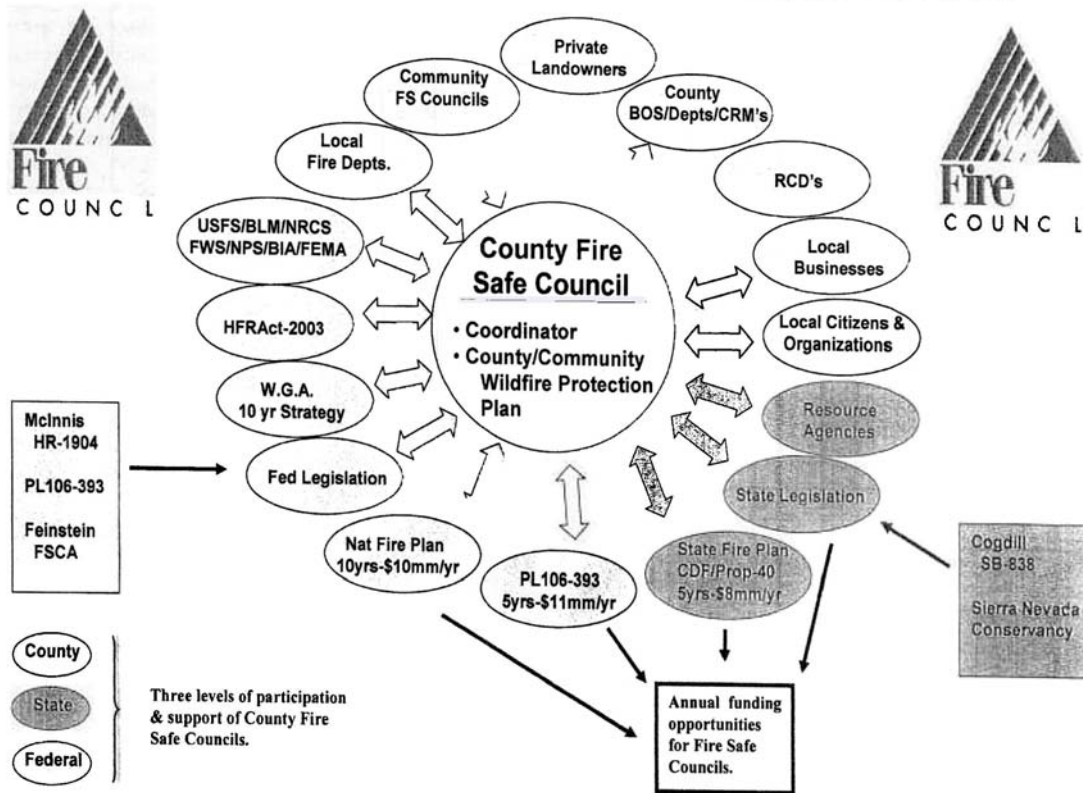 Fire
COUNCIL
Fire
COUNCIL
Private
Landowners
Community
FS Councils
County
BOS/Depts/CRM's
Local
Fire Depts.
RCD's
USFS/BLM/NRCS
FWS/NPS/BIA/FEMA
Local
Businesses
HFRAct-2003
Local Citizens &
Organizations
W.G.A.
10 yr Strategy
Resource
Agencies
Fed Legislation
State Legislation
Nat Fire Plan
10yrs-$10mm/yr
PL106-393
5yrs-$11mm/yr
State Fire Plan
CDF/Prop-40
5yrs-$8mm/yr
County Fire
Safe Council
• Coordinator
• County/Community
Wildfire Protection
Plan
McInnis
HR-1904
PL106-393
Feinstein
FSCA
Cogdill
SB-838
Sierra Nevada
Conservancy
County
State
Federal
Three levels of participation
& support of County Fire
Safe Councils.
Annual funding
opportunities
for Fire Safe
Councils.